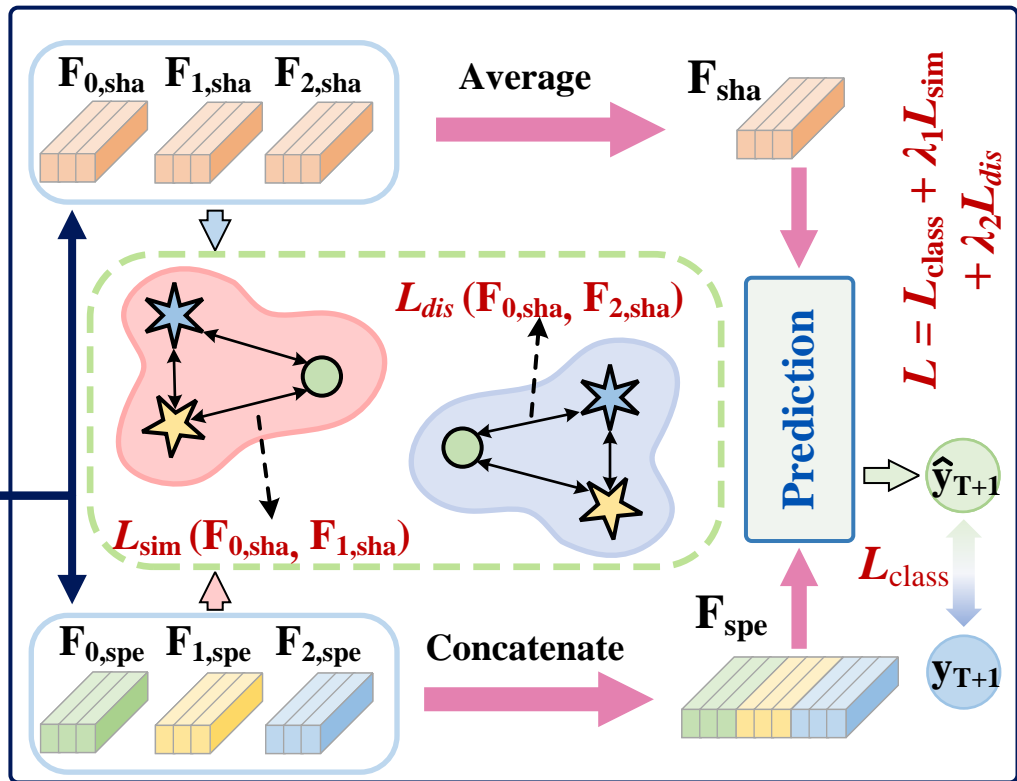 F0,sha F1,sha F2,sha
Average
Fsha
L = Lclass + λ1Lsim
+ λ2Ldis
Ldis (F0,sha, F2,sha)
Lsim (F0,sha, F1,sha)
Prediction
ŷT+1
Lclass
yT+1
F0,spe F1,spe F2,spe
Concatenate
Fspe